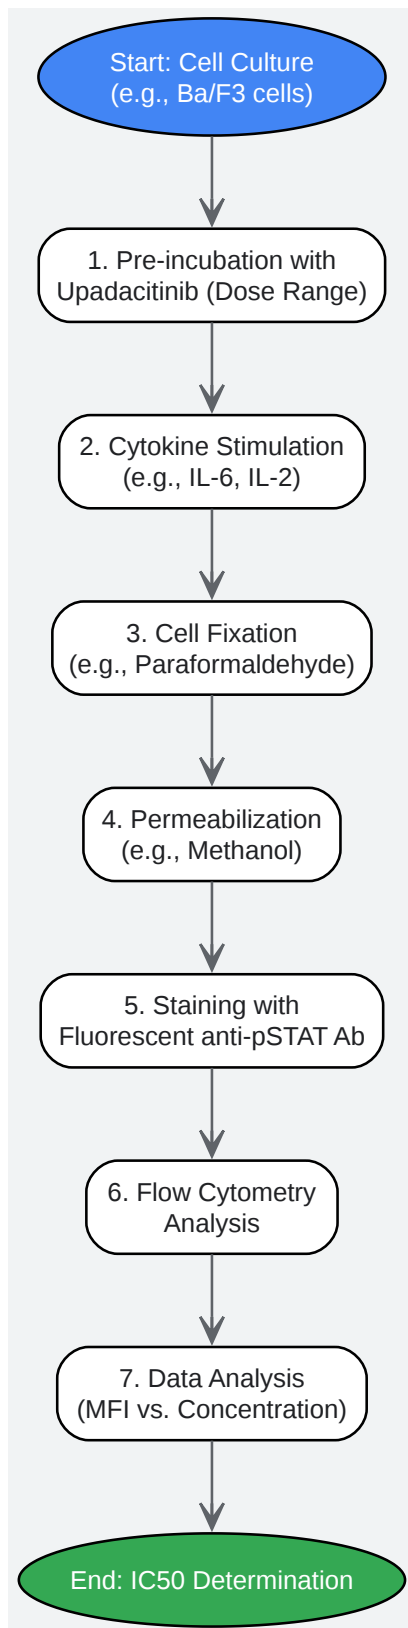 Start: Cell Culture
(e.g., Ba/F3 cells)
1. Pre-incubation with
Upadacitinib (Dose Range)
2. Cytokine Stimulation
(e.g., IL-6, IL-2)
3. Cell Fixation
(e.g., Paraformaldehyde)
4. Permeabilization
(e.g., Methanol)
5. Staining with
Fluorescent anti-pSTAT Ab
6. Flow Cytometry
Analysis
7. Data Analysis
(MFI vs. Concentration)
End: IC50 Determination